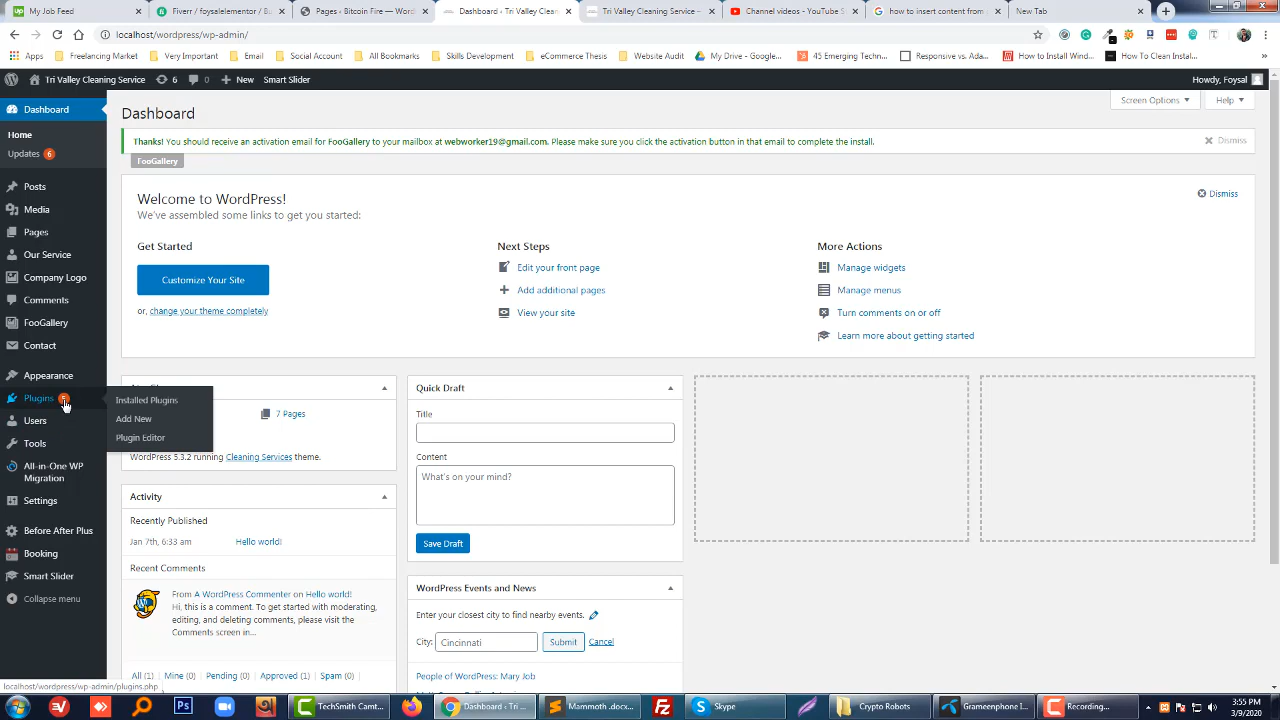 My Job Feed
Fiverr / foysalelementor / Bu
Pages - Bitcoin Fire — WordPress
Dashboard ‹ Tri Valley Clean
Tri Valley Cleaning Service –
Channel videos - YouTube S
how to insert content from
New Tab
localhost/wordpress/wp-admin/
Apps
Freelancing Market
Very Important
Email
Social Account
All Bookmarks
Skills Development
eCommerce Thesis
Website Audit
My Drive - Google...
45 Emerging Techn...
Responsive vs. Ada...
How to Install Wind...
How To Clean Instal...
Tri Valley Cleaning Service
6
0
New
Smart Slider
Howdy, Foysal
Dashboard
Home
Updates 6
Posts
Media
Pages
Our Service
Company Logo
Comments
FooGallery
Contact
Appearance
Plugins
Users
Tools
All-in-One WP
Migration
Settings
Before After Plus
Booking
Smart Slider
Collapse menu
Installed Plugins
Add New
Plugin Editor
Dashboard
Screen Options
Help
Thanks! You should receive an activation email for FooGallery to your mailbox at webworker19@gmail.com. Please make sure you click the activation button in that email to complete the install.
Dismiss
FooGallery
Welcome to WordPress!
We've assembled some links to get you started:
Dismiss
Get Started
Customize Your Site
or, change your theme completely
Next Steps
Edit your front page
Add additional pages
View your site
More Actions
Manage widgets
Manage menus
Turn comments on or off
Learn more about getting started
7 Pages
WordPress 5.3.2 running Cleaning Services theme.
Activity
Recently Published
Jan 7th, 6:33 am
Hello world!
Recent Comments
From A WordPress Commenter on Hello world!
Hi, this is a comment. To get started with moderating,
editing, and deleting comments, please visit the
Comments screen in...
All (1) | Mine (0) | Pending (0) | Approved (1) | Spam (0) |
Quick Draft
Title
Content
What's on your mind?
Save Draft
WordPress Events and News
Enter your closest city to find nearby events.
City:
Cincinnati
Submit
Cancel
People of WordPress: Mary Job
localhost/wordpress/wp-admin/plugins.php
TechSmith Camt...
Dashboard ‹ Tri ...
Mammoth .docx...
Skype
Crypto Robots
Grameenphone I...
Recording...
3:55 PM
3/9/2020